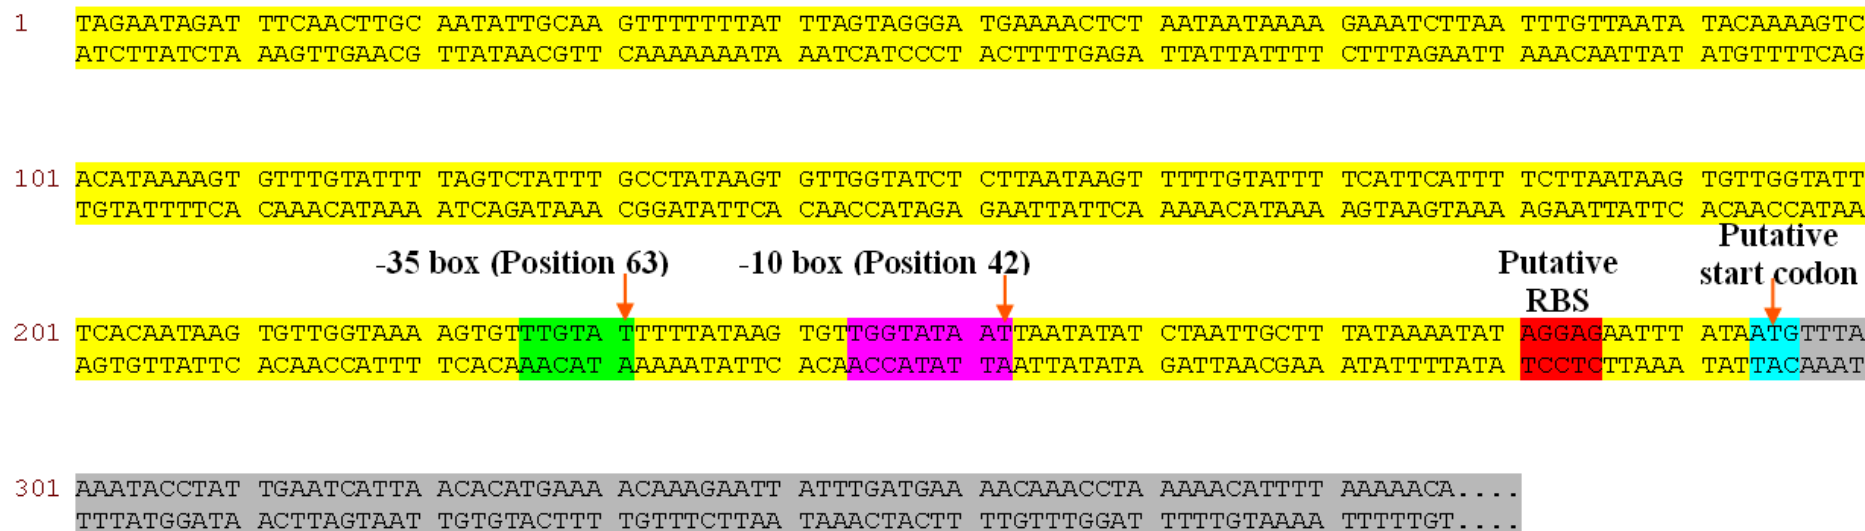 1 TAGAATAGAT TTCAACTTGC AATATTGCAA GTTTTTTTAT TTAGTAGGGA TGAAAACTCT AATAATAAAA GAAATCTTAA TTTGTTAATA TACAAAAGTC
ATCTTATCTA AAGTTGAACG TTATAACGTT CAAAAAAATA AATCATCCCT ACTTTTGAGA TTATTATTTT CTTTAGAATT AAACAATTAT ATGTTTTCAG
101 ACATAAAAGT GTTTGTATTT TAGTCTATTT GCCTATAAGT GTTGGTATCT CTTAATAAGT TTTTGTATTT TCATTCATTT TCTTAATAAG TGTTGGTATT
TGTATTTTCA CAAACATAAA ATCAGATAAA CGGATATTCA CAACCATAGA GAATTATTCA AAAACATAAA AGTAAGTAAA AGAATTATTC ACAACCATAA
-35 box (Position 63) -10 box (Position 42) Putative RBS Putative start codon
201 TCACAATAAG TGTTGGTAAA AGTGTTTGTA TTTTTATAAG TGTTGGTATA ATTAATATAT CTAATTGCTT TATAAAATAT AGGAGAATTT ATAATGTTTA
AGTGTTATTC ACAACCATTT TCACAAACAT AAAAATATTC ACAACCATAT TAATTATATA GATTAACGAA ATATTTTATA TCCTCTTAAA TATTACAAAT
301 AAATACCTAT TGAATCATTA ACACATGAAA ACAAAGAATT ATTTGATGAA AACAAACCTA AAAACATTTT AAAAACA....
TTTATGGATA ACTTAGTAAT TGTGTACTTT TGTTTCTTAA TAAACTACTT TTGTTTGGAT TTTTGTAAAA TTTTTGT....